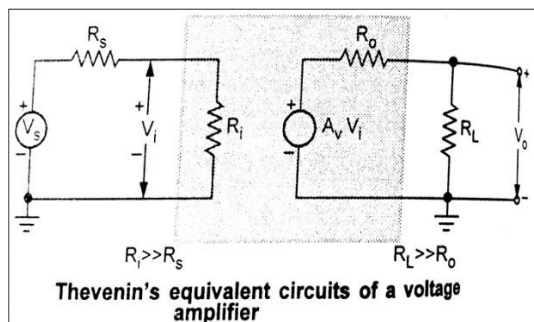 Rs
Ro
+
+
+
+
Vs
Vi
Ri
Av Vi
RL
Vo
−
−
−
−
Ri>>Rs
RL>>Ro
Thevenin's equivalent circuits of a voltage
amplifier